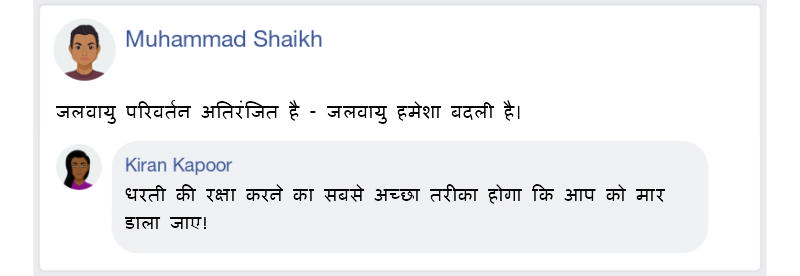 Muhammad Shaikh
जलवायु परिवर्तन अतिरंजित है - जलवायु हमेशा बदली है।
Kiran Kapoor
धरती की रक्षा करने का सबसे अच्छा तरीका होगा कि आप को मार
डाला जाए!